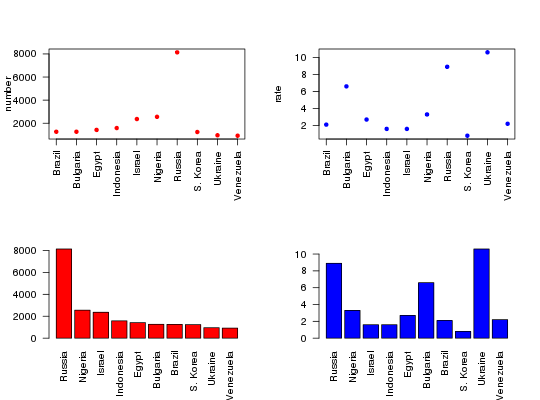 number
8000
6000
4000
2000
Brazil
Bulgaria
Egypt
Indonesia
Israel
Nigeria
Russia
S. Korea
Ukraine
Venezuela
rate
10
8
6
4
2
Brazil
Bulgaria
Egypt
Indonesia
Israel
Nigeria
Russia
S. Korea
Ukraine
Venezuela
8000
6000
4000
2000
0
Russia
Nigeria
Israel
Indonesia
Egypt
Bulgaria
Brazil
S. Korea
Ukraine
Venezuela
10
8
6
4
2
0
Russia
Nigeria
Israel
Indonesia
Egypt
Bulgaria
Brazil
S. Korea
Ukraine
Venezuela